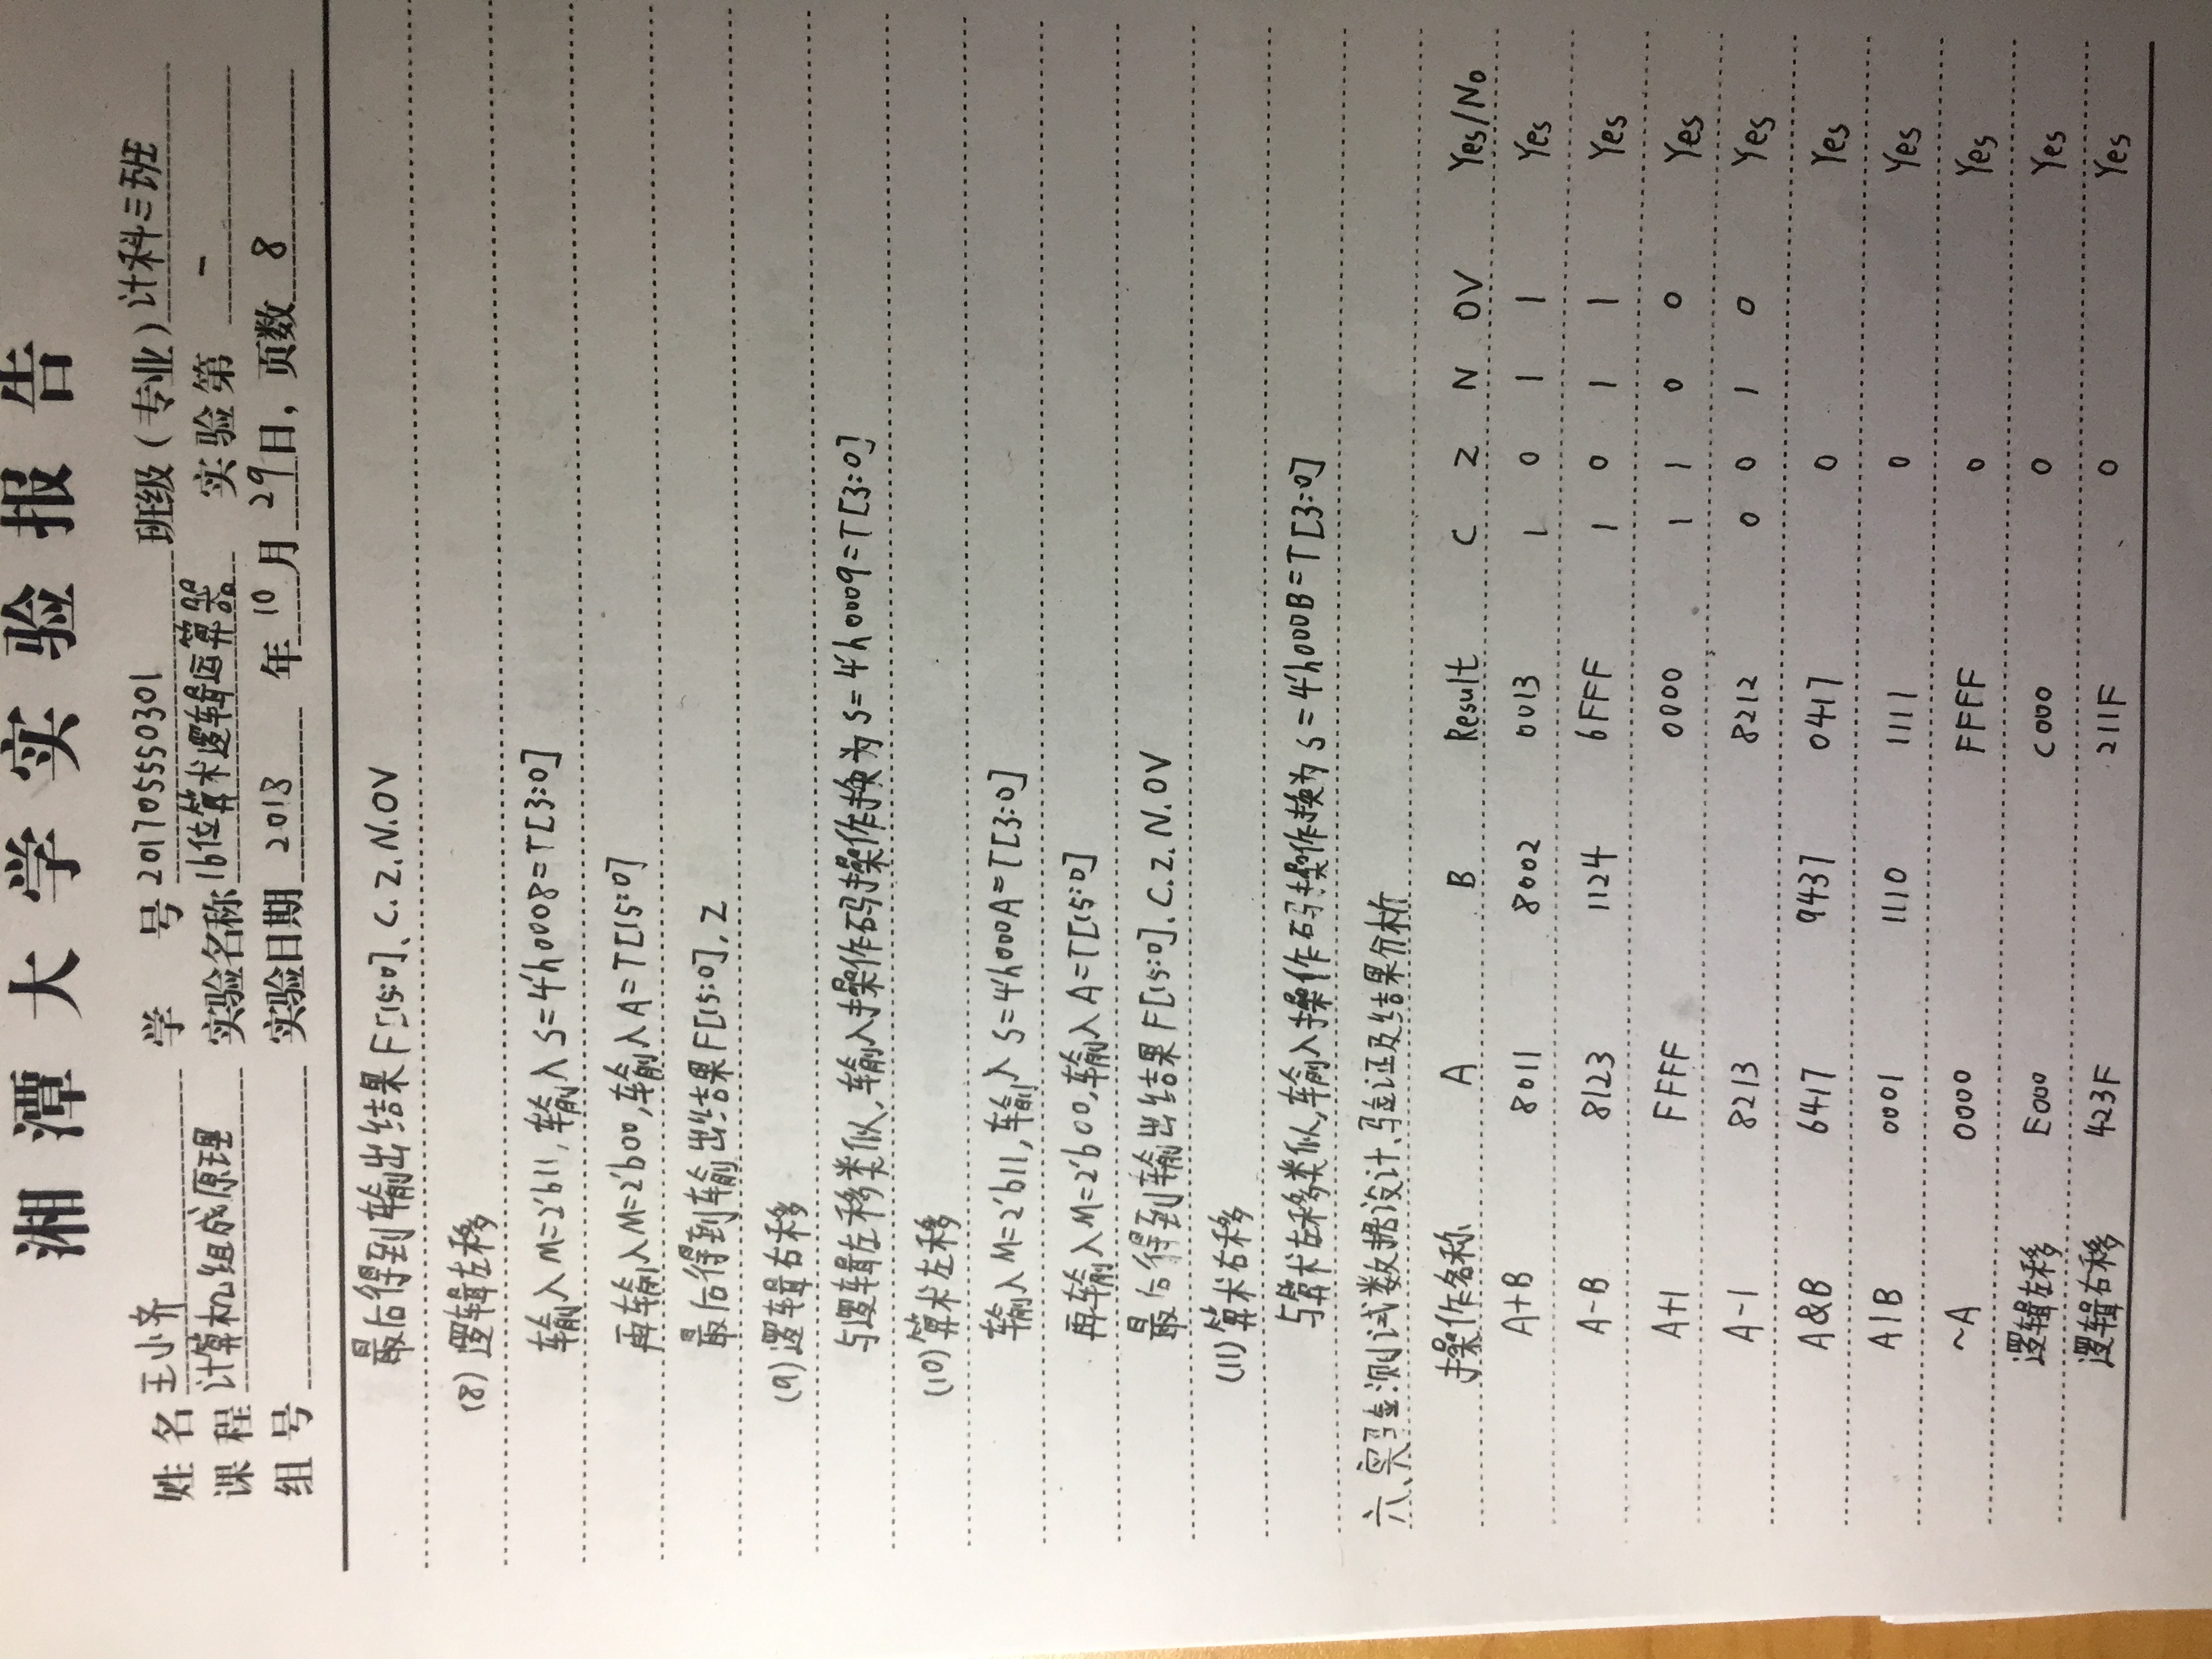 湘潭大学实验报告
姓名 王小齐 学号 201705550301 班级（专业） 计科三班
课程 计算机组成原理 实验名称 16位算术逻辑运算器 实验第 一
组号 实验日期 2018 年 10 月 29 日，页数 8
最后得到输出结果F[15:0]、C.Z.N.OV
(8) 逻辑左移
输入M=2'b11,输入S=4'h0008=T[3:0]
再输入M=2'b00,输入A=T[15:0]
最后得到输出结果F[15:0],Z
(9) 逻辑右移
与逻辑左移类似,输入操作码操作换为S=4'h0009=T[3:0]
(10) 算术左移
输入M=2'b11,输入S=4'h000A=T[3:0]
再输入M=2'b00,输入A=T[15:0]
最后得到输出结果F[15:0].C.Z.N.OV
(11) 算术右移
与算术左移类似,输入操作码操作换为S=4'h000B=T[3:0]
六、实验测试数据设计、验证及结果分析
操作名称 A B Result C Z N OV Yes/No
A+B 8011 8002 0013 1 0 1 1 Yes
A-B 8123 1124 6FFF 1 0 1 1 Yes
A+1 FFFF 0000 1 1 0 0 Yes
A-1 8213 8212 0 0 1 0 Yes
A&B 6417 9437 0417 0 Yes
A|B 0001 1110 1111 0 Yes
~A 0000 FFFF 0 Yes
逻辑左移 E000 C000 0 Yes
逻辑右移 423F 211F 0 Yes